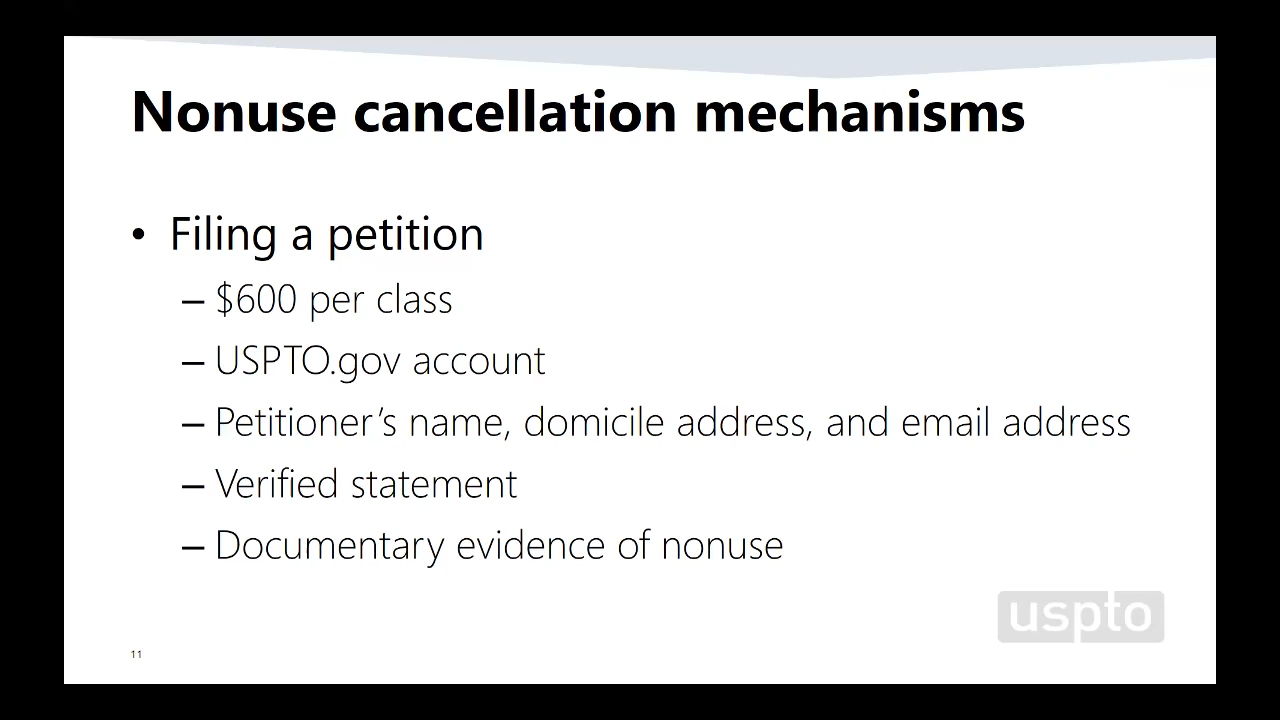 Nonuse cancellation mechanisms
• Filing a petition
– $600 per class
– USPTO.gov account
– Petitioner’s name, domicile address, and email address
– Verified statement
– Documentary evidence of nonuse
uspto
11